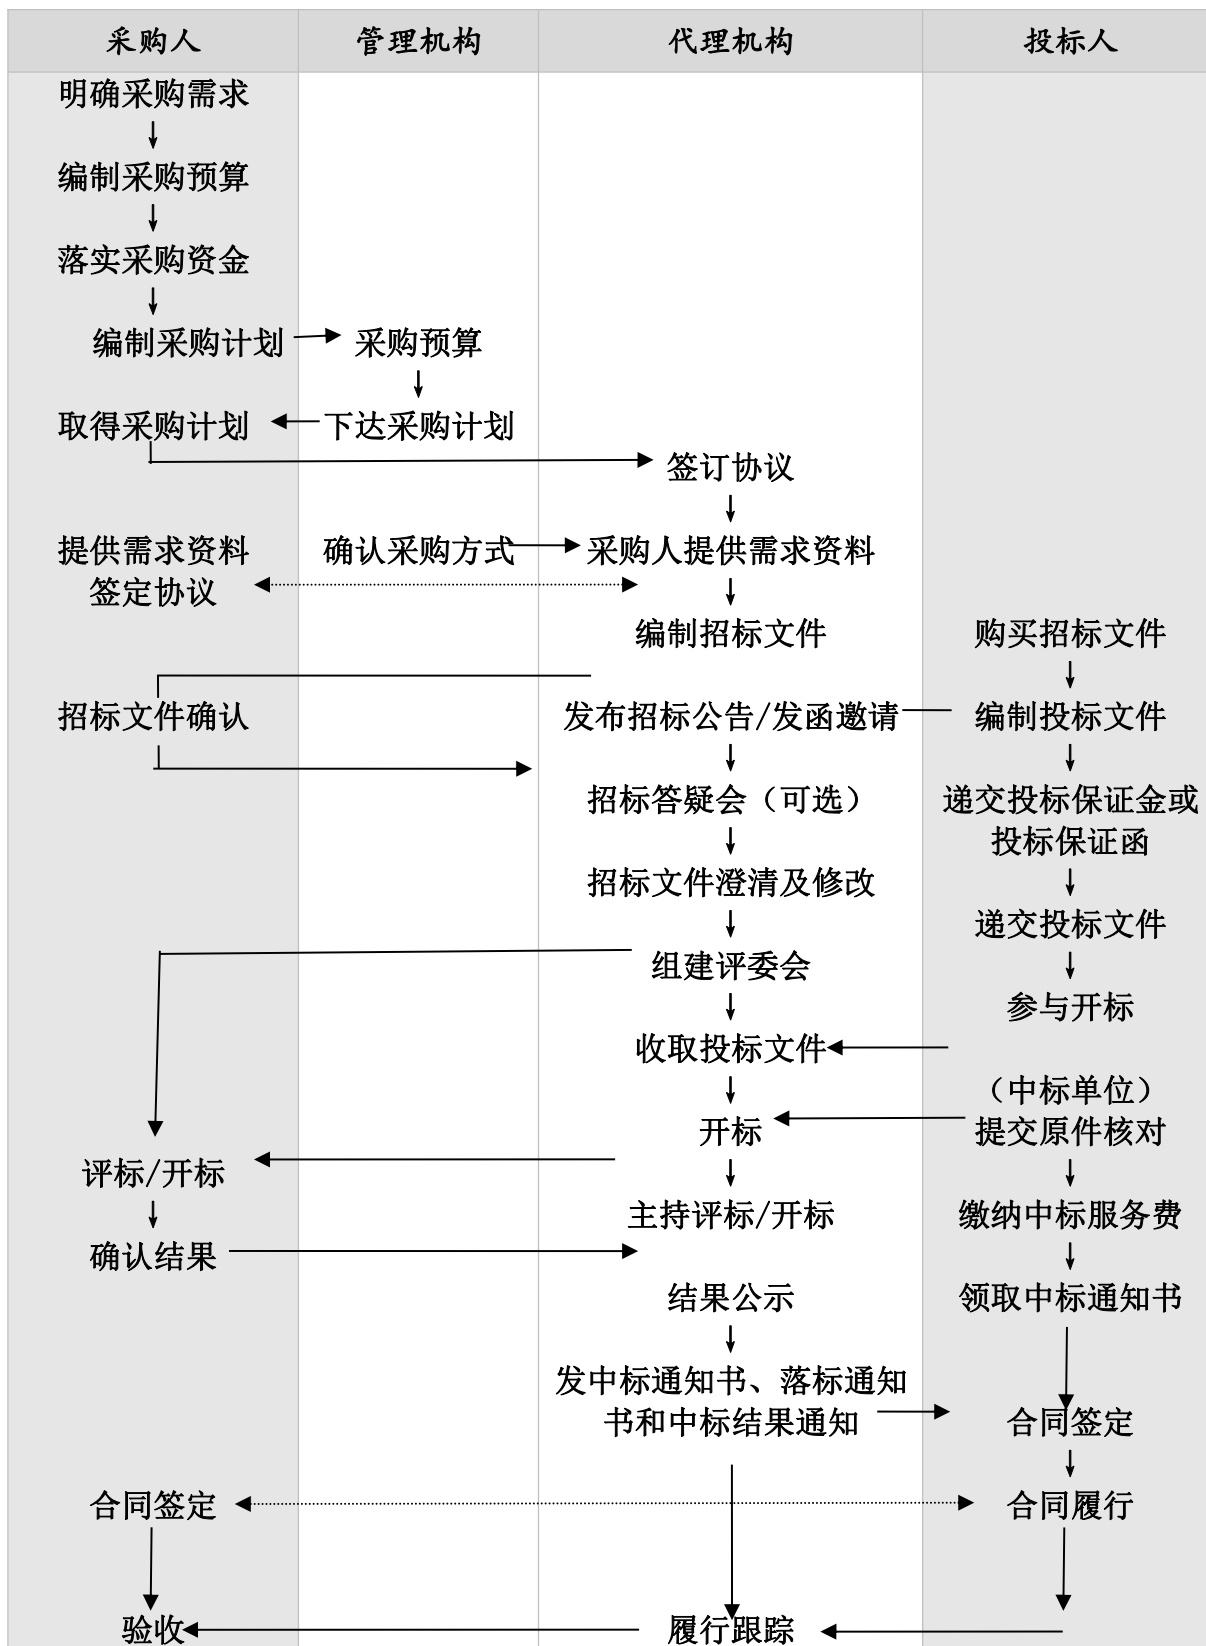 采购人 管理机构 代理机构 投标人
明确采购需求
编制采购预算
落实采购资金
编制采购计划 采购预算
取得采购计划 下达采购计划
签订协议
提供需求资料 确认采购方式 采购人提供需求资料
签定协议
编制招标文件 购买招标文件
招标文件确认 发布招标公告/发函邀请 编制投标文件
招标答疑会（可选） 递交投标保证金或
投标保证函
招标文件澄清及修改
递交投标文件
组建评委会
参与开标
收取投标文件
（中标单位）
开标 提交原件核对
评标/开标
主持评标/开标 缴纳中标服务费
确认结果
结果公示 领取中标通知书
发中标通知书、落标通知
书和中标结果通知 合同签定
合同签定 合同履行
验收 履行跟踪